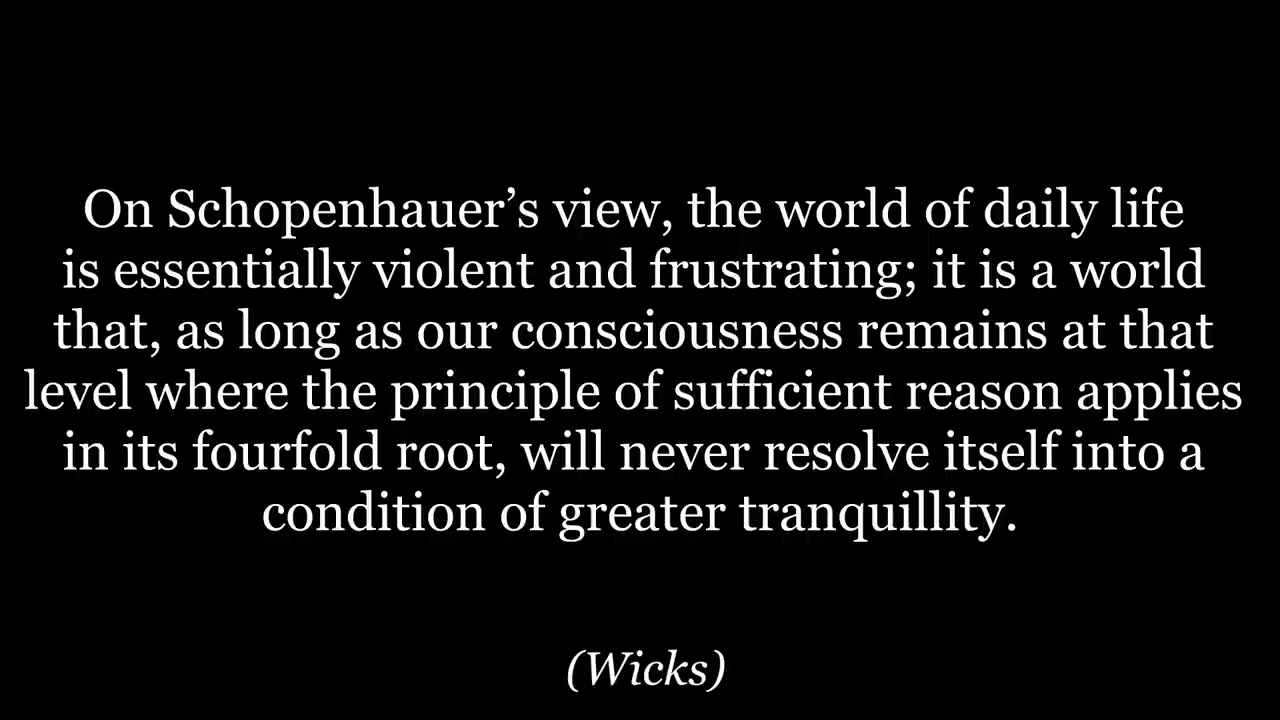 On Schopenhauer’s view, the world of daily life
is essentially violent and frustrating; it is a world
that, as long as our consciousness remains at that
level where the principle of sufficient reason applies
in its fourfold root, will never resolve itself into a
condition of greater tranquillity.
(Wicks)